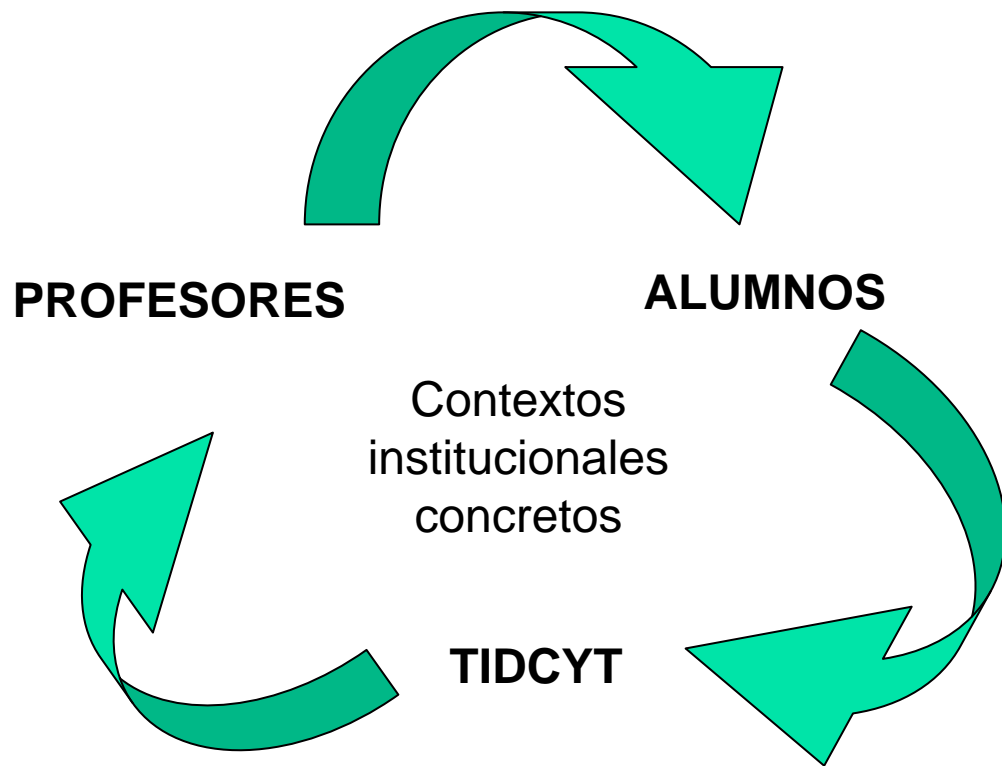 PROFESORES
ALUMNOS
Contextos
institucionales
concretos
TIDCYT